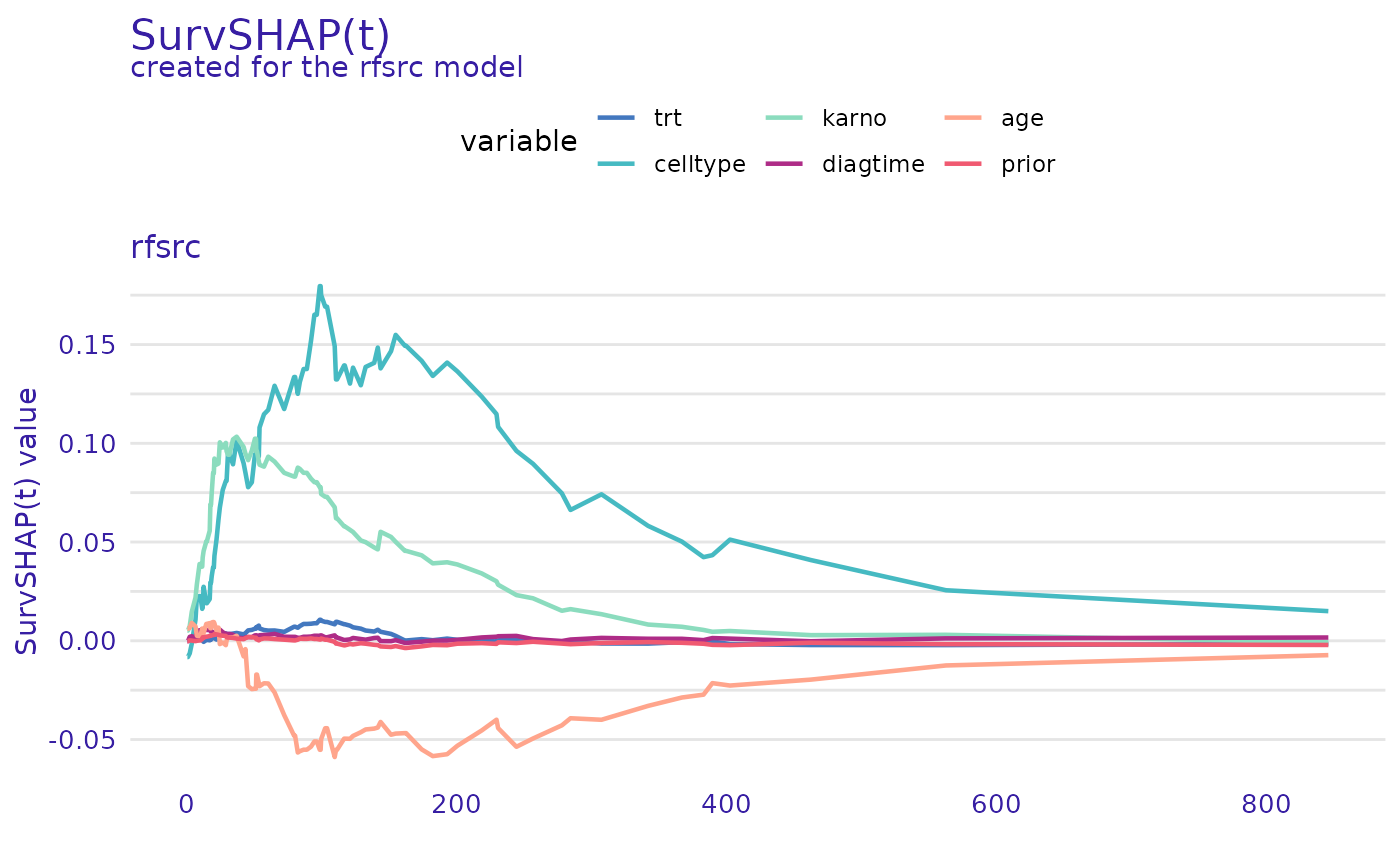 SurvSHAP(t)
created for the rfsrc model
variable
trt
karno
age
celltype
diagtime
prior
rfsrc
SurvSHAP(t) value
0.15
0.10
0.05
0.00
-0.05
0 200 400 600 800